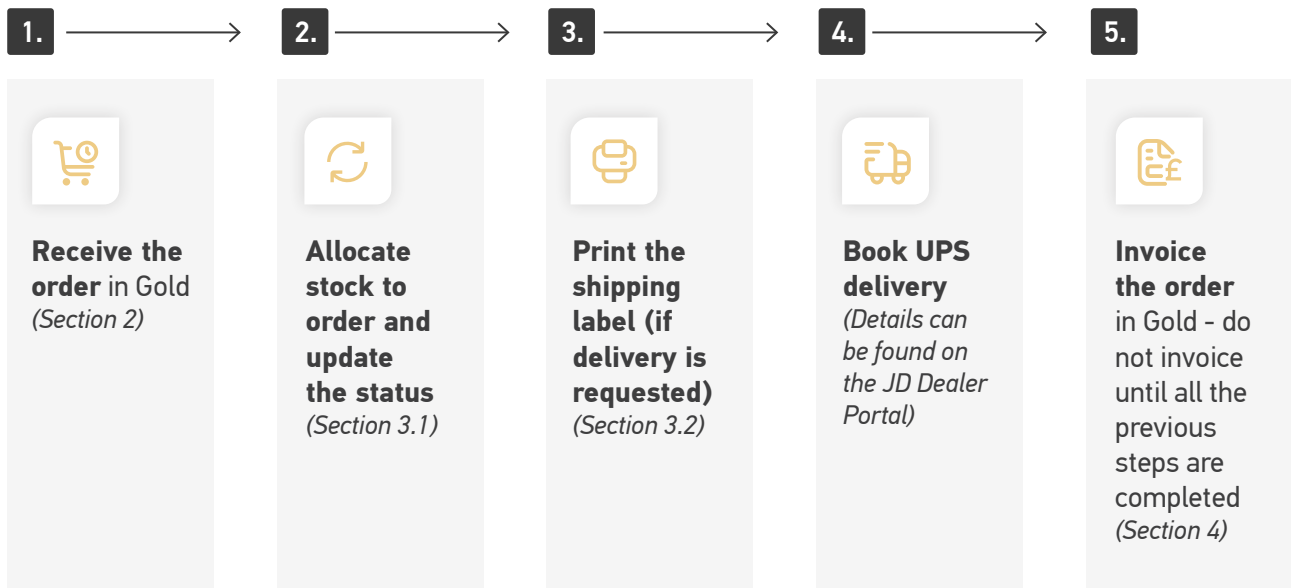 1.
2.
3.
4.
5.
Receive the
order in Gold
(Section 2)
Allocate
stock to
order and
update
the status
(Section 3.1)
Print the
shipping
label (if
delivery is
requested)
(Section 3.2)
Book UPS
delivery
(Details can
be found on
the JD Dealer
Portal)
Invoice
the order
in Gold - do
not invoice
until all the
previous
steps are
completed
(Section 4)